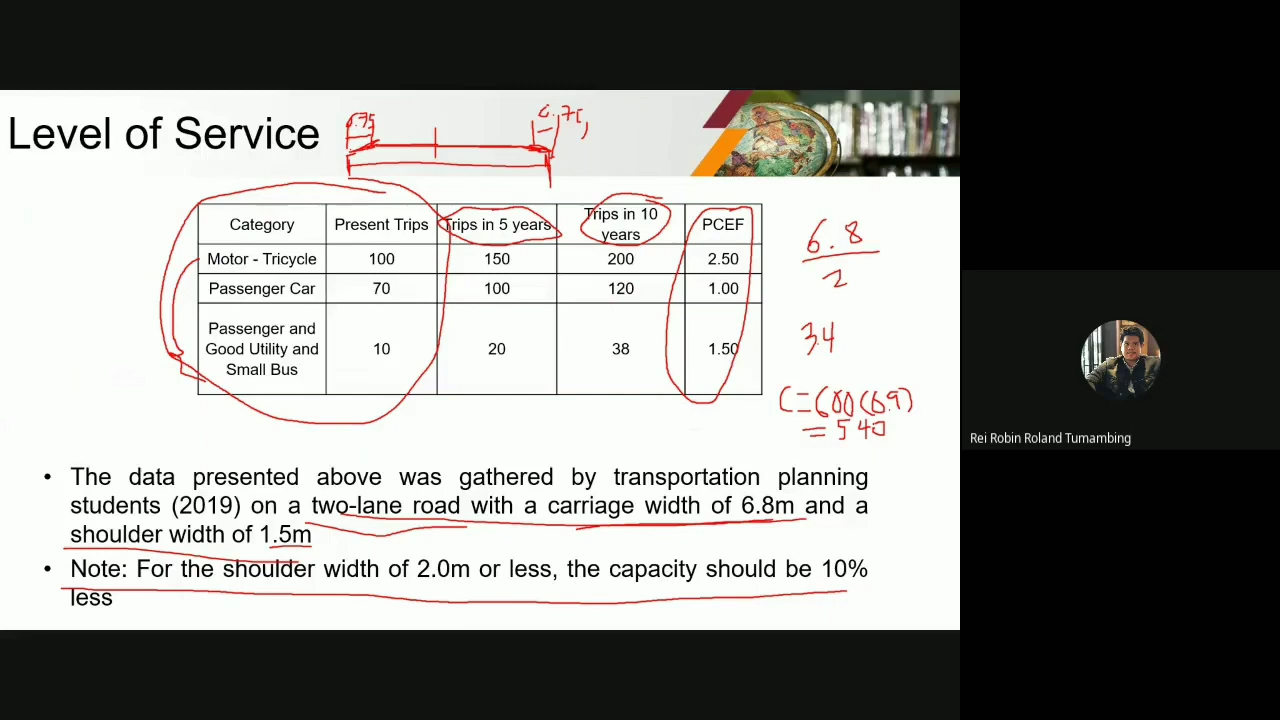 Level of Service
Category Present Trips Trips in 5 years Trips in 10 years PCEF
Motor - Tricycle 100 150 200 2.50
Passenger Car 70 100 120 1.00
Passenger and Good Utility and Small Bus 10 20 38 1.50
6.8
2
3.4
C=600(0.9)
=540
• The data presented above was gathered by transportation planning
students (2019) on a two-lane road with a carriage width of 6.8m and a
shoulder width of 1.5m
• Note: For the shoulder width of 2.0m or less, the capacity should be 10%
less
Rei Robin Roland Tumambing